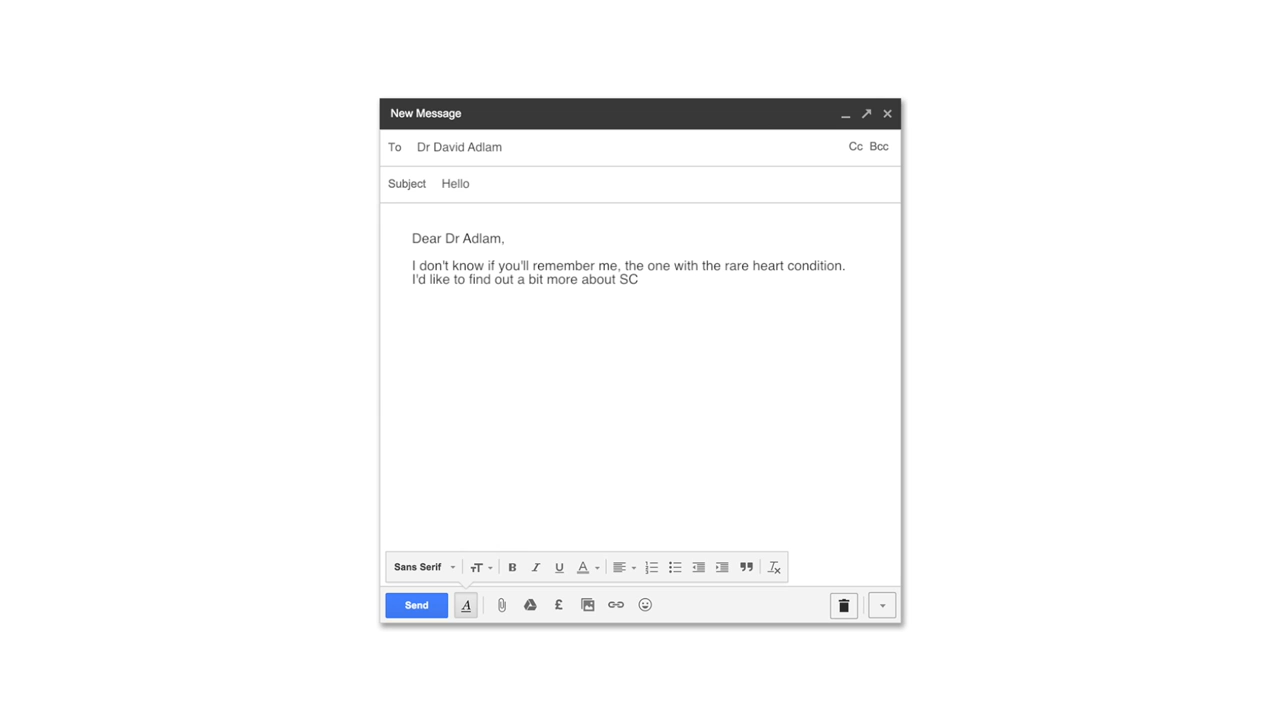 New Message
To Dr David Adlam Cc Bcc
Subject Hello
Dear Dr Adlam,
I don't know if you'll remember me, the one with the rare heart condition.
I'd like to find out a bit more about SC
Sans Serif
Send